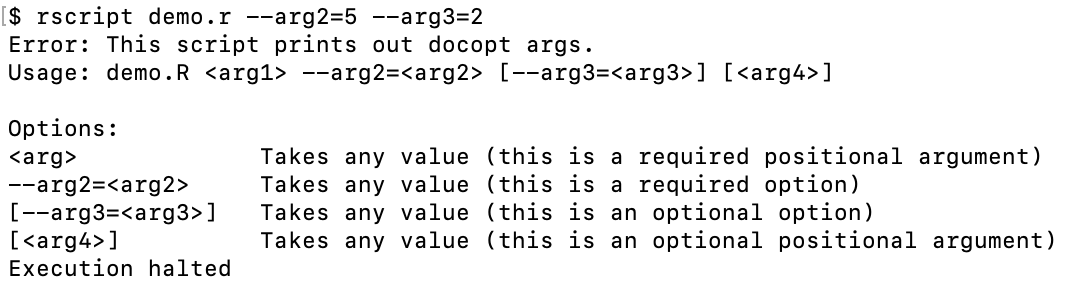 [$ rscript demo.r --arg2=5 --arg3=2
Error: This script prints out docopt args.
Usage: demo.R <arg1> --arg2=<arg2> [--arg3=<arg3>] [<arg4>]

Options:
<arg>             Takes any value (this is a required positional argument)
--arg2=<arg2>     Takes any value (this is a required option)
[--arg3=<arg3>]   Takes any value (this is an optional option)
[<arg4>]          Takes any value (this is an optional positional argument)
Execution halted